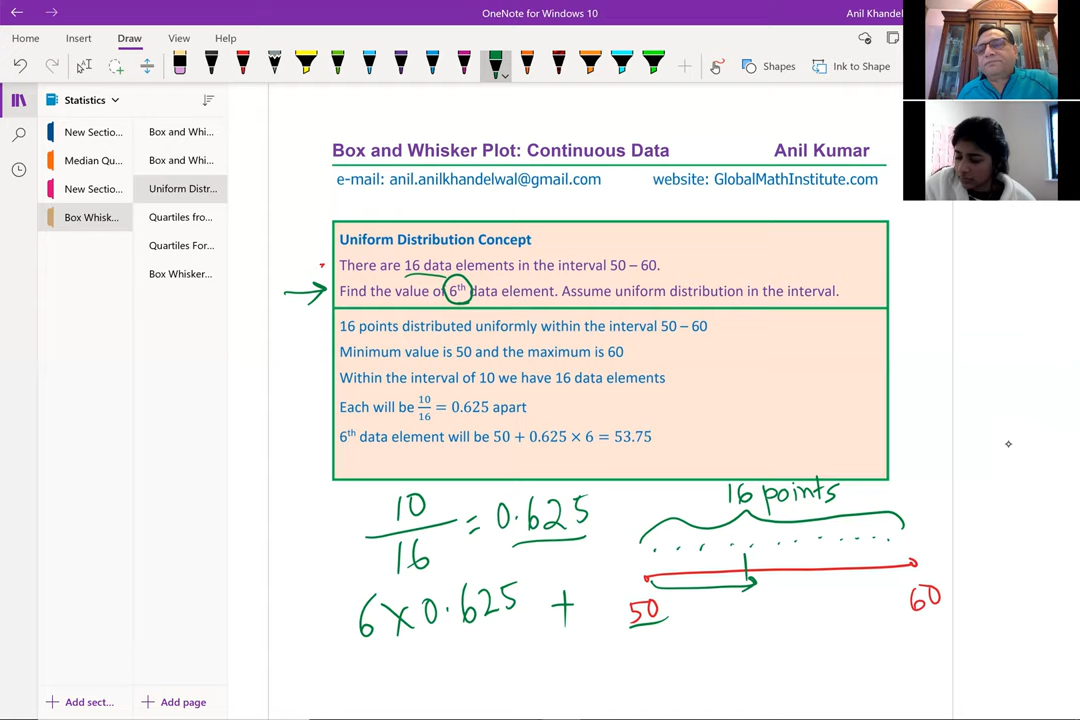 OneNote for Windows 10
Anil Khandel
Home Insert Draw View Help
Shapes
Ink to Shape
Statistics
New Sectio...
Median Qu...
New Sectio...
Box Whisk...
Box and Whi...
Box and Whi...
Uniform Distr...
Quartiles fro...
Quartiles For...
Box Whisker...
Box and Whisker Plot: Continuous Data Anil Kumar
e-mail: anil.anilkhandelwal@gmail.com website: GlobalMathInstitute.com
Uniform Distribution Concept
There are 16 data elements in the interval 50 – 60.
Find the value of 6th data element. Assume uniform distribution in the interval.
16 points distributed uniformly within the interval 50 – 60
Minimum value is 50 and the maximum is 60
Within the interval of 10 we have 16 data elements
Each will be 10/16 = 0.625 apart
6th data element will be 50 + 0.625 × 6 = 53.75
10/16 = 0.625
16 points
6 × 0.625 + 50
60
Add sect...
Add page